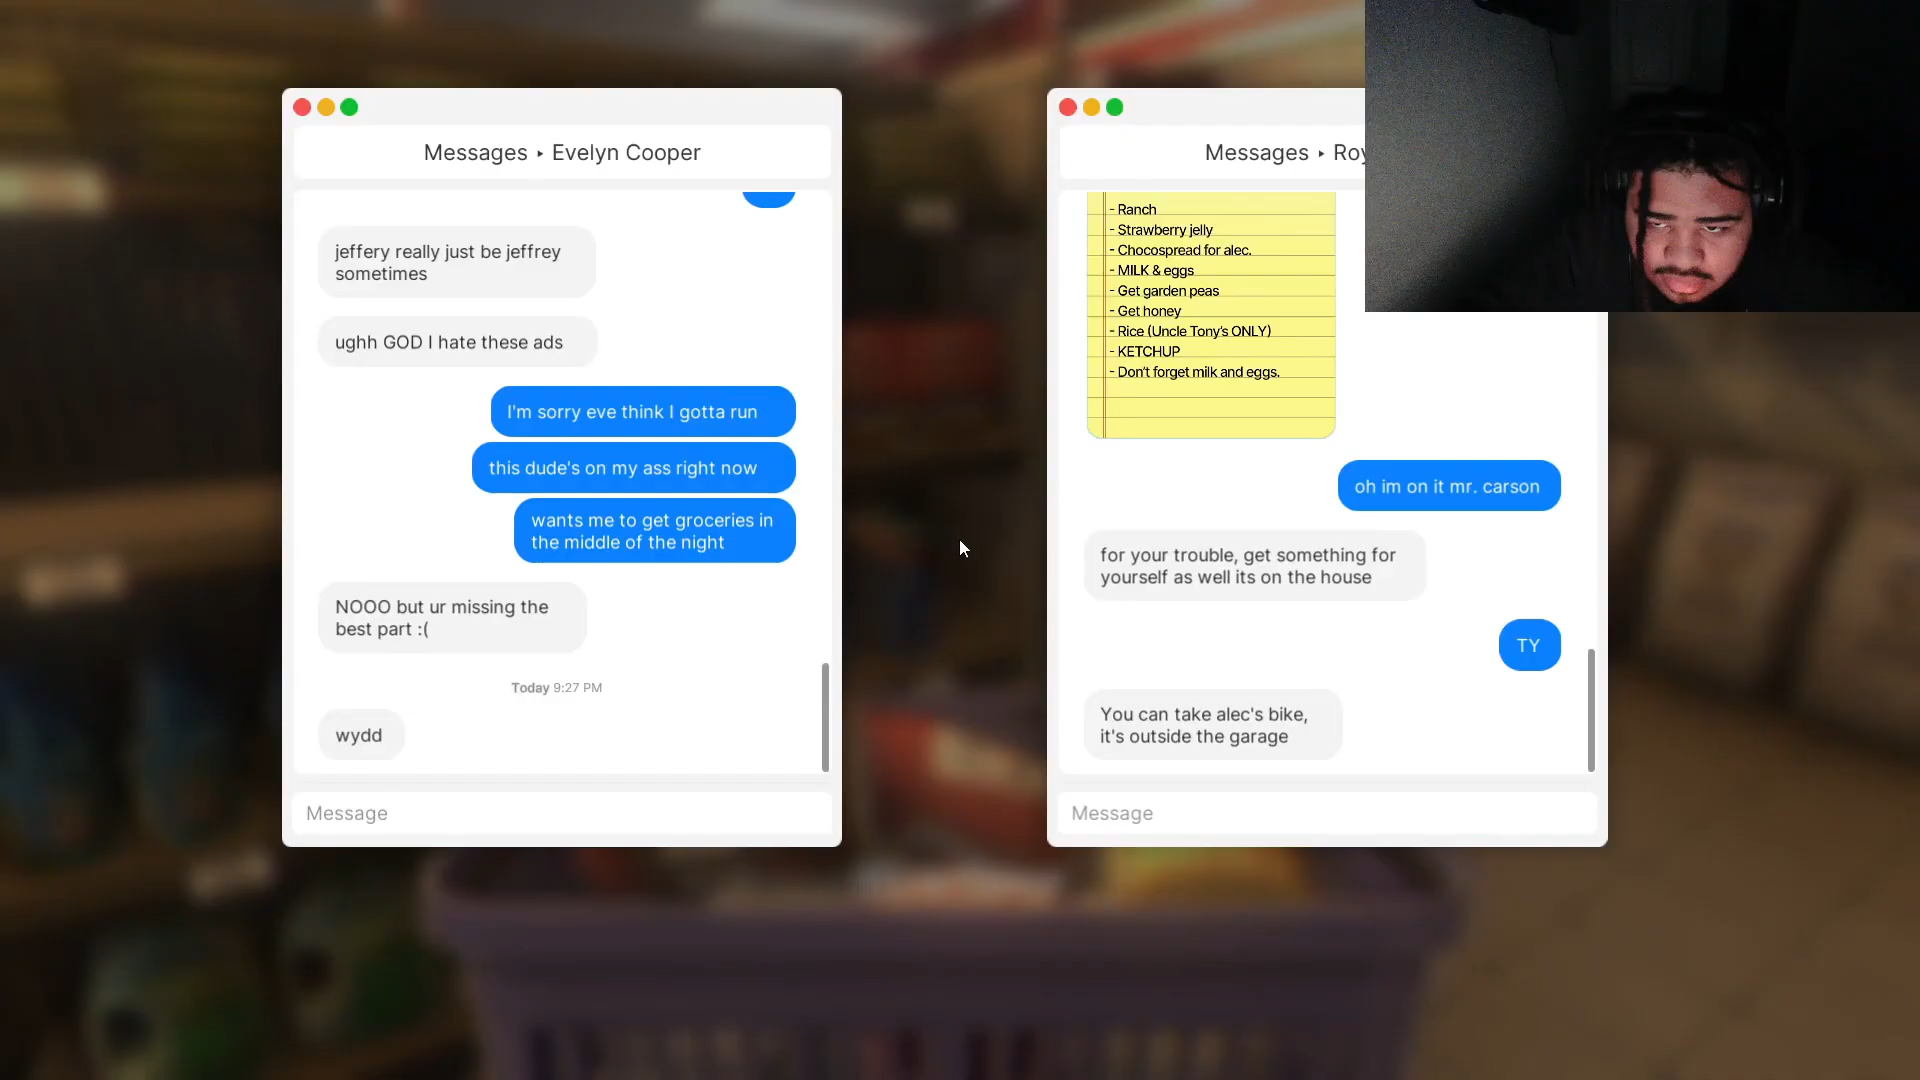 Messages ‣ Evelyn Cooper
jeffery really just be jeffrey
sometimes
ughh GOD I hate these ads
I'm sorry eve think I gotta run
this dude's on my ass right now
wants me to get groceries in
the middle of the night
NOOO but ur missing the
best part :(
Today 9:27 PM
wydd
Message
Messages ‣ Roy
- Ranch
- Strawberry jelly
- Chocospread for alec.
- MILK & eggs
- Get garden peas
- Get honey
- Rice (Uncle Tony's ONLY)
- KETCHUP
- Don't forget milk and eggs.
oh im on it mr. carson
for your trouble, get something for
yourself as well its on the house
TY
You can take alec's bike,
it's outside the garage
Message